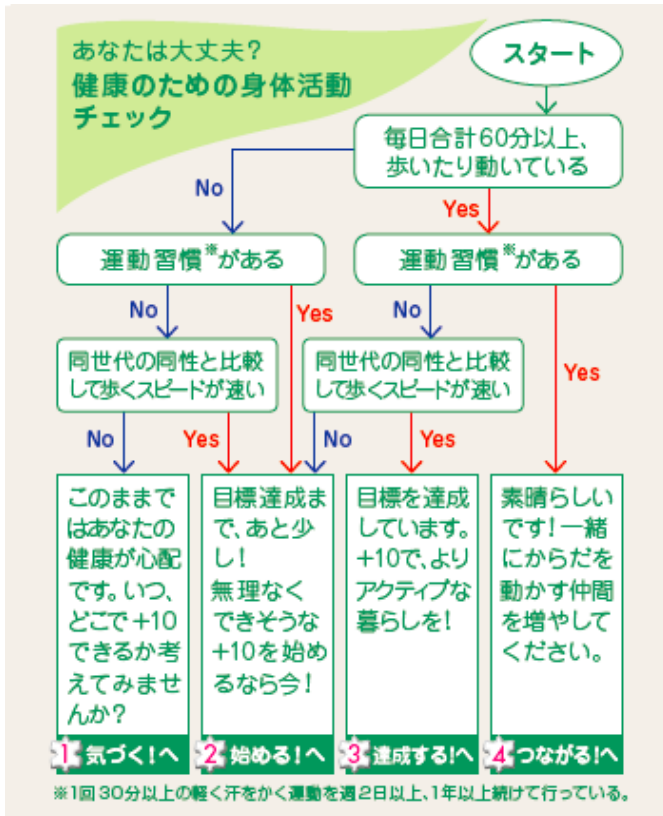 あなたは大丈夫?
健康のための身体活動
チェック
スタート
毎日合計60分以上、
歩いたり動いている
No
Yes
運動習慣※がある
運動習慣※がある
No
Yes
No
Yes
同世代の同性と比較
して歩くスピードが速い
同世代の同性と比較
して歩くスピードが速い
No
Yes
No
Yes
このままで
はあなたの
健康が心配
です。いつ、
どこで+10
できるか考
えてみませ
んか?
1 気づく!へ
目標達成ま
で、あと少
し!
無理なく
できそうな
+10を始め
るなら今!
2 始める!へ
目標を達成
しています。
+10で、より
アクティブな
暮らしを!
3 達成する!へ
素晴らしい
です!一緒
にからだを
動かす仲間
を増やして
ください。
4 つながる!へ
※1回30分以上の軽く汗をかく運動を週2日以上、1年以上続けて行っている。